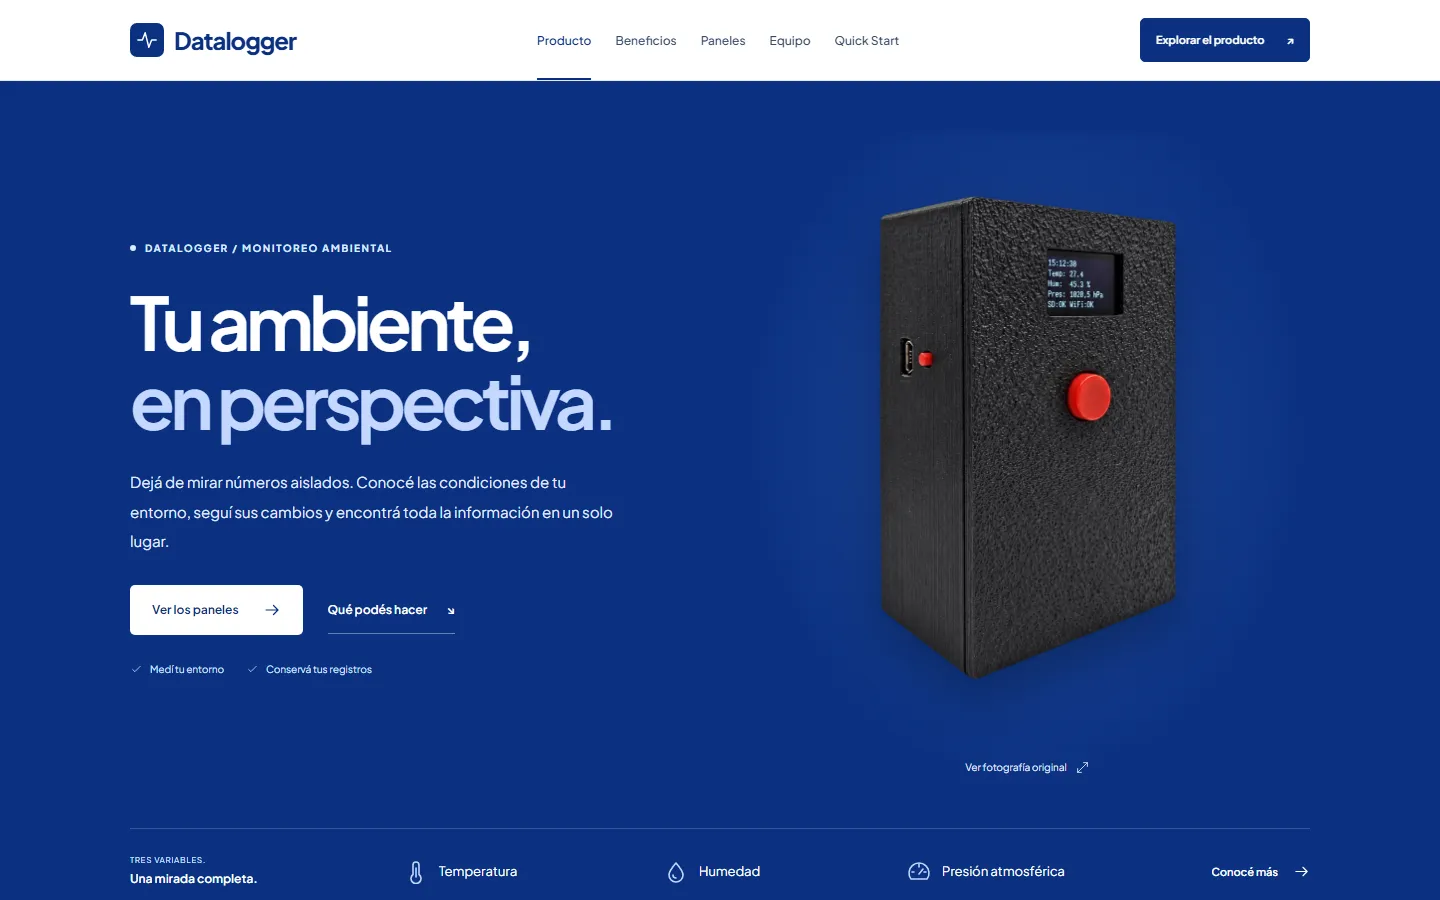 Datalogger
Producto
Beneficios
Paneles
Equipo
Quick Start
Explorar el producto
DATALOGGER / MONITOREO AMBIENTAL
Tu ambiente,
en perspectiva.
Dejá de mirar números aislados. Conocé las condiciones de tu
entorno, seguí sus cambios y encontrá toda la información en un solo
lugar.
Ver los paneles
Qué podés hacer
Medí tu entorno
Conservá tus registros
15:12:30
Temp: 27.4
Hum: 45.3 %
Pres: 1020,5 hPa
SD:OK WiFi:OK
Ver fotografía original
TRES VARIABLES.
Una mirada completa.
Temperatura
Humedad
Presión atmosférica
Conocé más